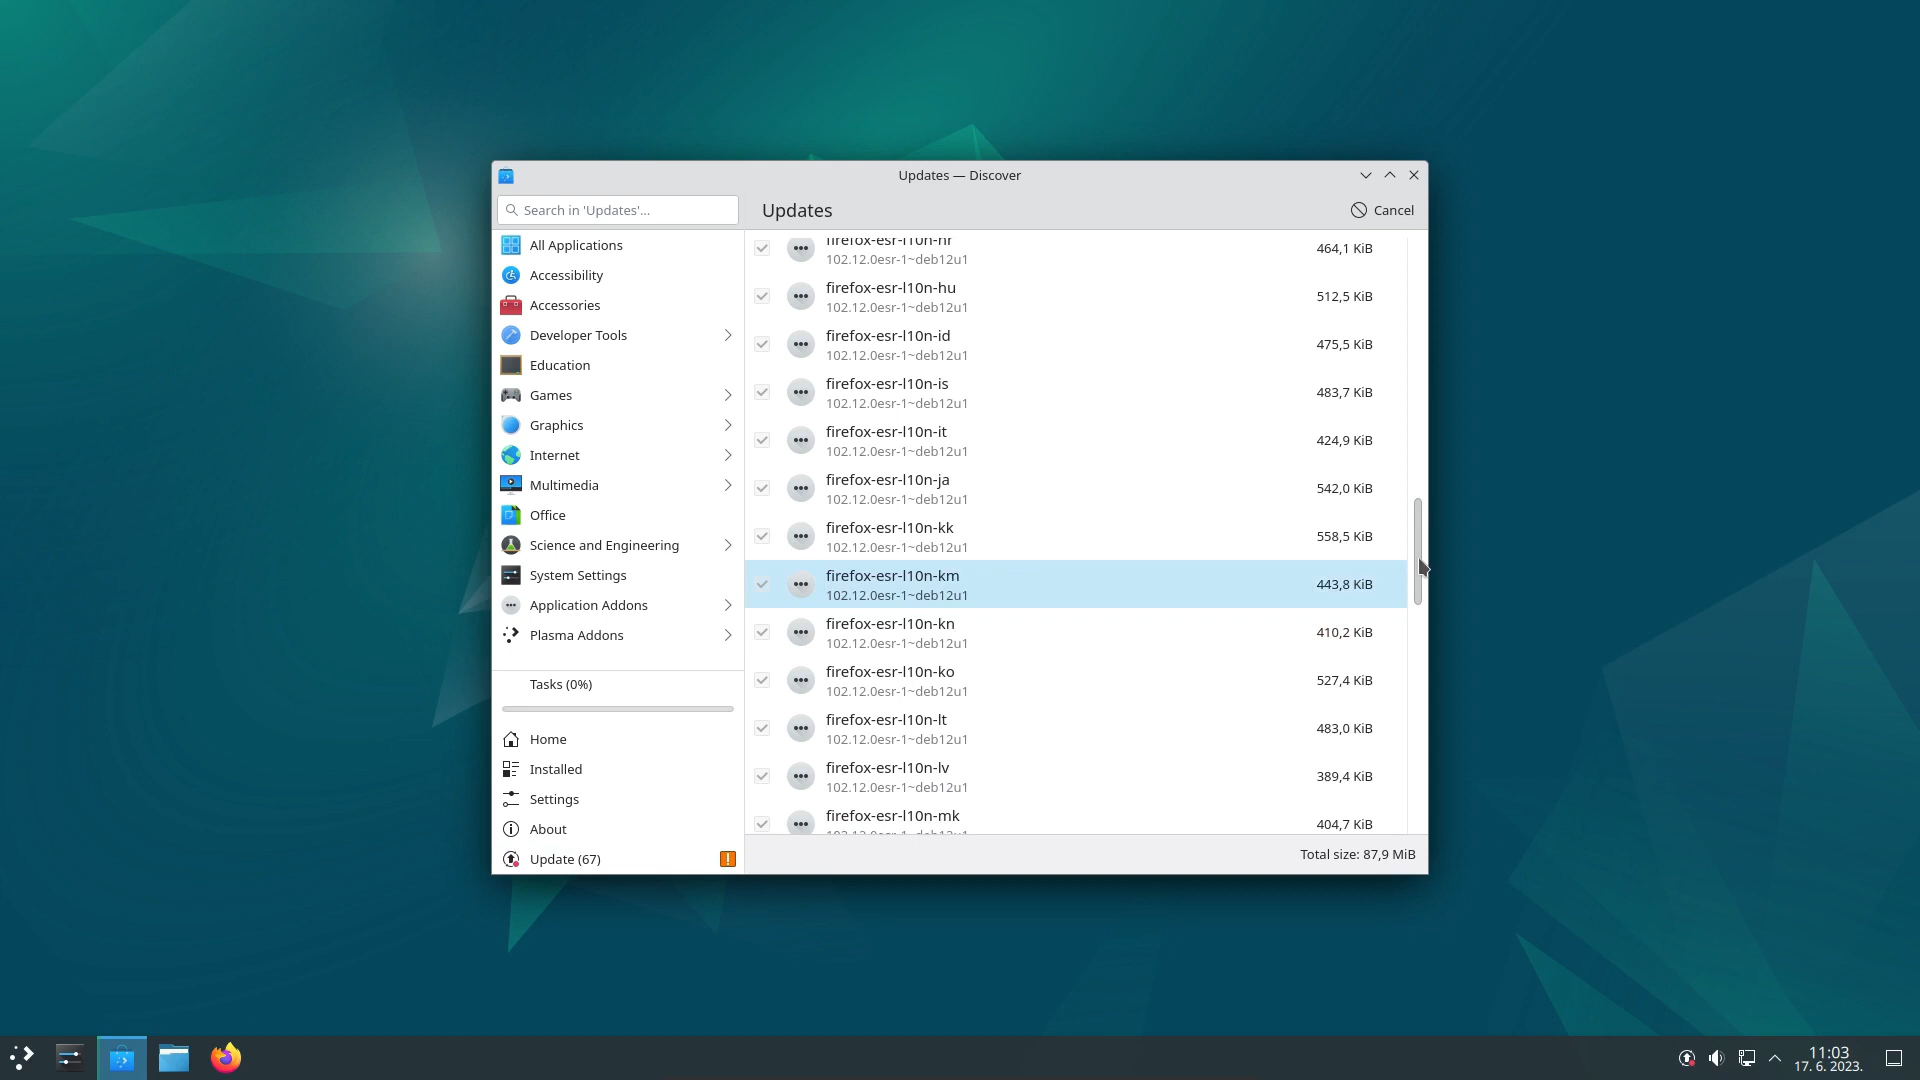 Updates — Discover
Search in 'Updates'...
Updates
Cancel
All Applications
Accessibility
Accessories
Developer Tools
Education
Games
Graphics
Internet
Multimedia
Office
Science and Engineering
System Settings
Application Addons
Plasma Addons
Tasks (0%)
Home
Installed
Settings
About
Update (67)
firefox-esr-l10n-hr
102.12.0esr-1~deb12u1
464,1 KiB
firefox-esr-l10n-hu
102.12.0esr-1~deb12u1
512,5 KiB
firefox-esr-l10n-id
102.12.0esr-1~deb12u1
475,5 KiB
firefox-esr-l10n-is
102.12.0esr-1~deb12u1
483,7 KiB
firefox-esr-l10n-it
102.12.0esr-1~deb12u1
424,9 KiB
firefox-esr-l10n-ja
102.12.0esr-1~deb12u1
542,0 KiB
firefox-esr-l10n-kk
102.12.0esr-1~deb12u1
558,5 KiB
firefox-esr-l10n-km
102.12.0esr-1~deb12u1
443,8 KiB
firefox-esr-l10n-kn
102.12.0esr-1~deb12u1
410,2 KiB
firefox-esr-l10n-ko
102.12.0esr-1~deb12u1
527,4 KiB
firefox-esr-l10n-lt
102.12.0esr-1~deb12u1
483,0 KiB
firefox-esr-l10n-lv
102.12.0esr-1~deb12u1
389,4 KiB
firefox-esr-l10n-mk
102.12.0esr-1~deb12u1
404,7 KiB
Total size: 87,9 MiB
11:03
17. 6. 2023.